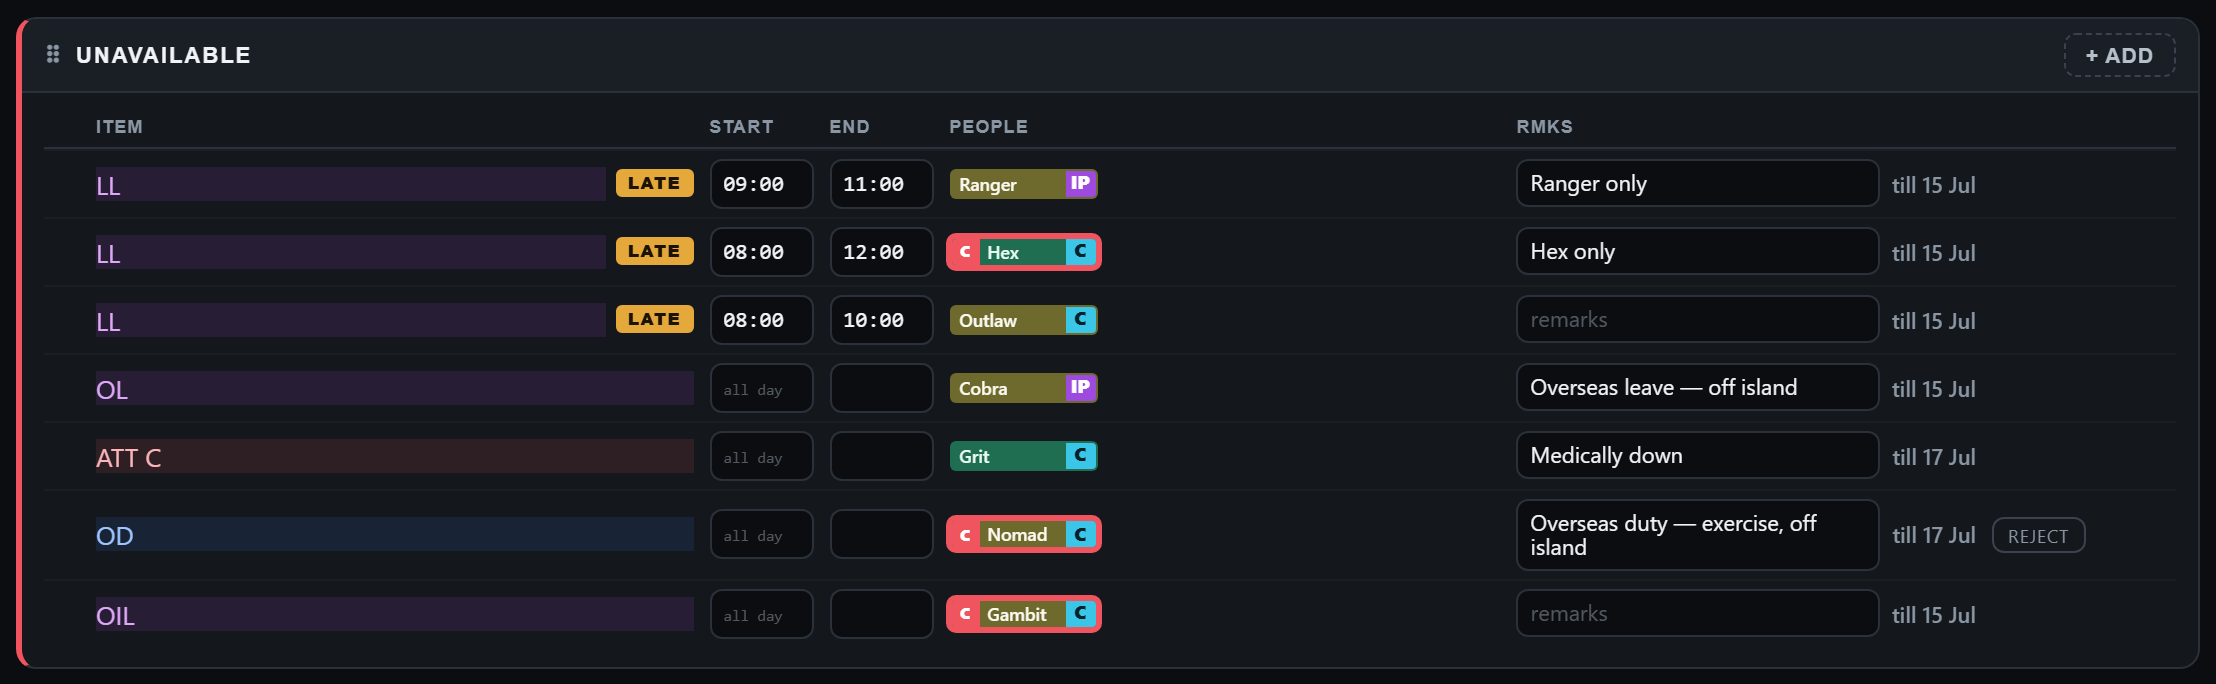 UNAVAILABLE
+ ADD
ITEM START END PEOPLE RMKS
LL LATE 09:00 11:00 Ranger IP Ranger only till 15 Jul
LL LATE 08:00 12:00 C Hex C Hex only till 15 Jul
LL LATE 08:00 10:00 Outlaw C remarks till 15 Jul
OL all day Cobra IP Overseas leave — off island till 15 Jul
ATT C all day Grit C Medically down till 17 Jul
OD all day C Nomad C Overseas duty — exercise, off
island till 17 Jul REJECT
OIL all day C Gambit C remarks till 15 Jul